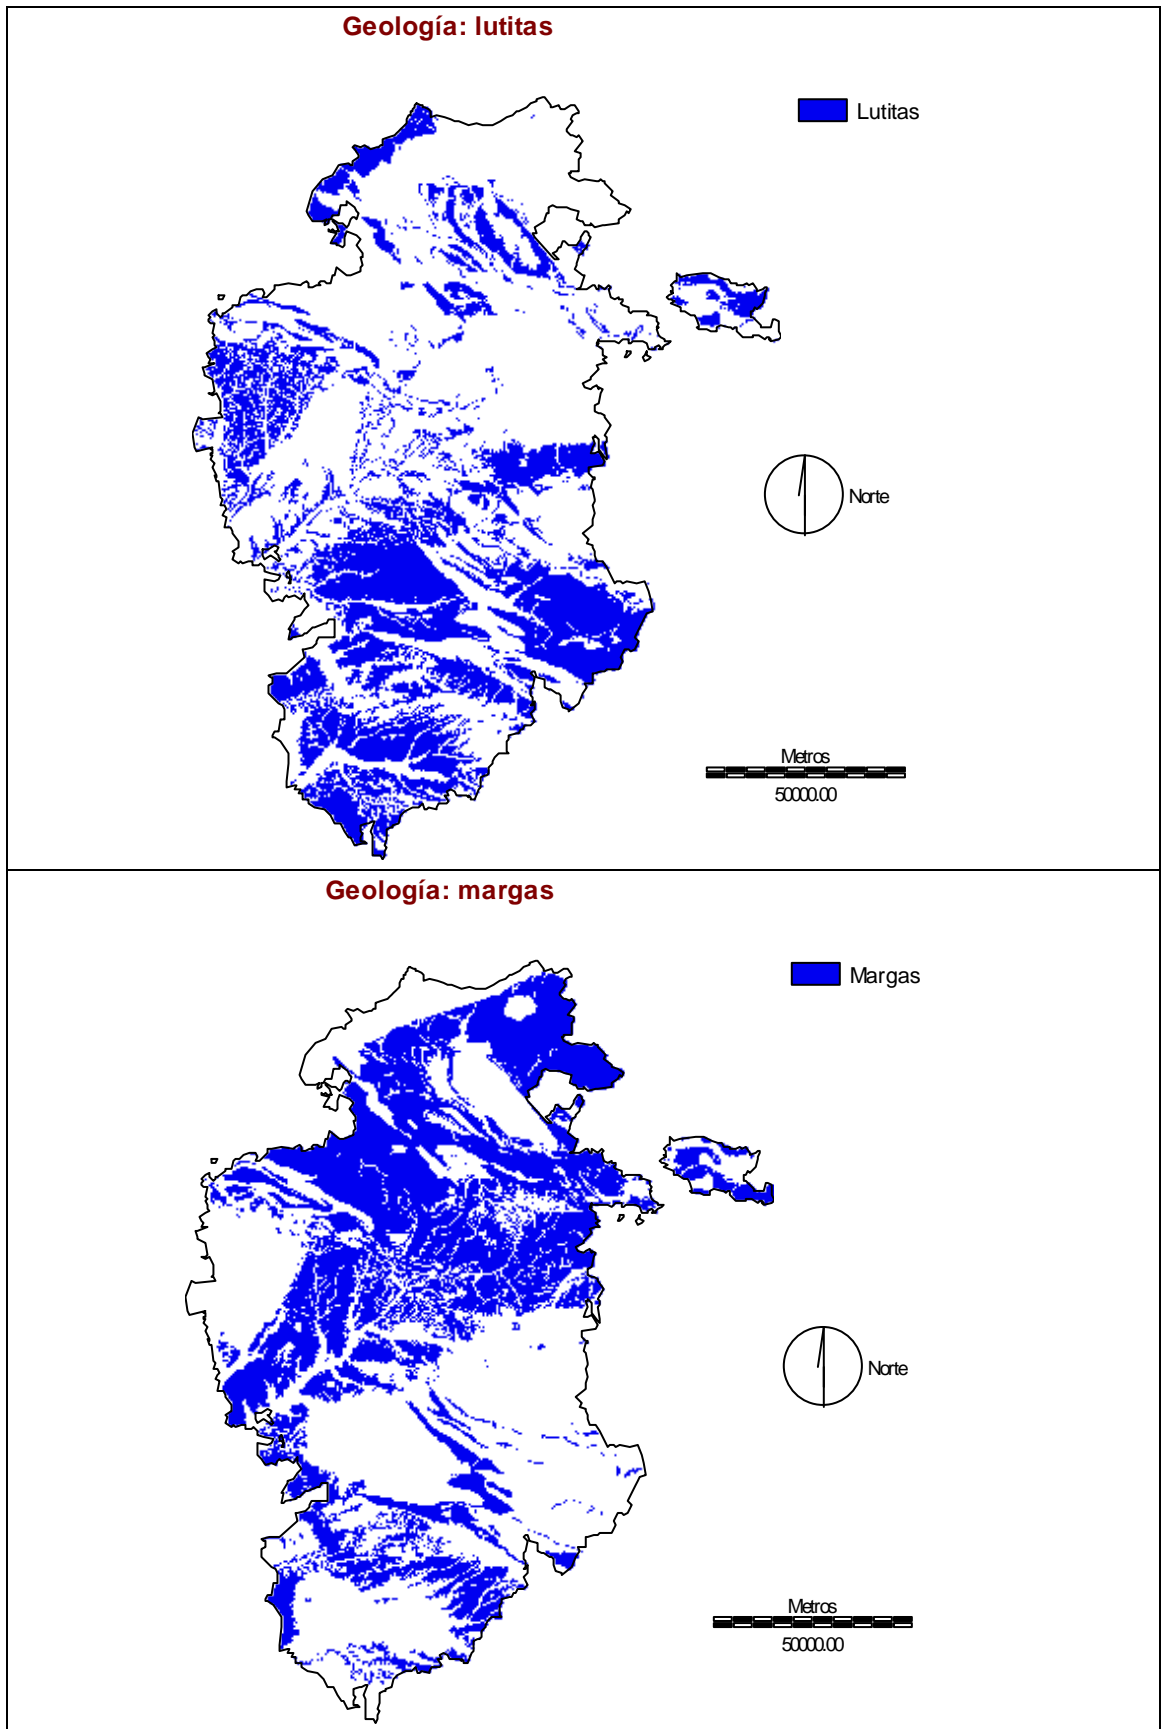 Geología: lutitas
Lutitas
Norte
Metros
50000.00
Geología: margas
Margas
Norte
Metros
50000.00